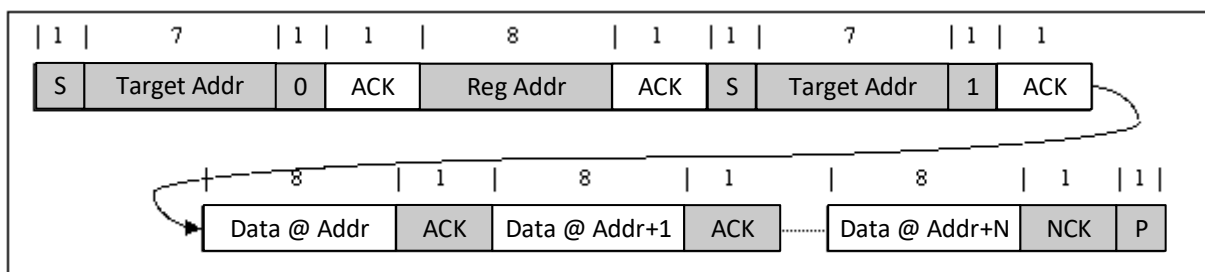 | 1 | 7 | 1 | 1 | 8 | 1 | 1 | 7 | 1 | 1
S Target Addr 0 ACK Reg Addr ACK S Target Addr 1 ACK
| 8 | 1 | 8 | 1 | 8 | 1 | 1 |
Data @ Addr ACK Data @ Addr+1 ACK Data @ Addr+N NCK P